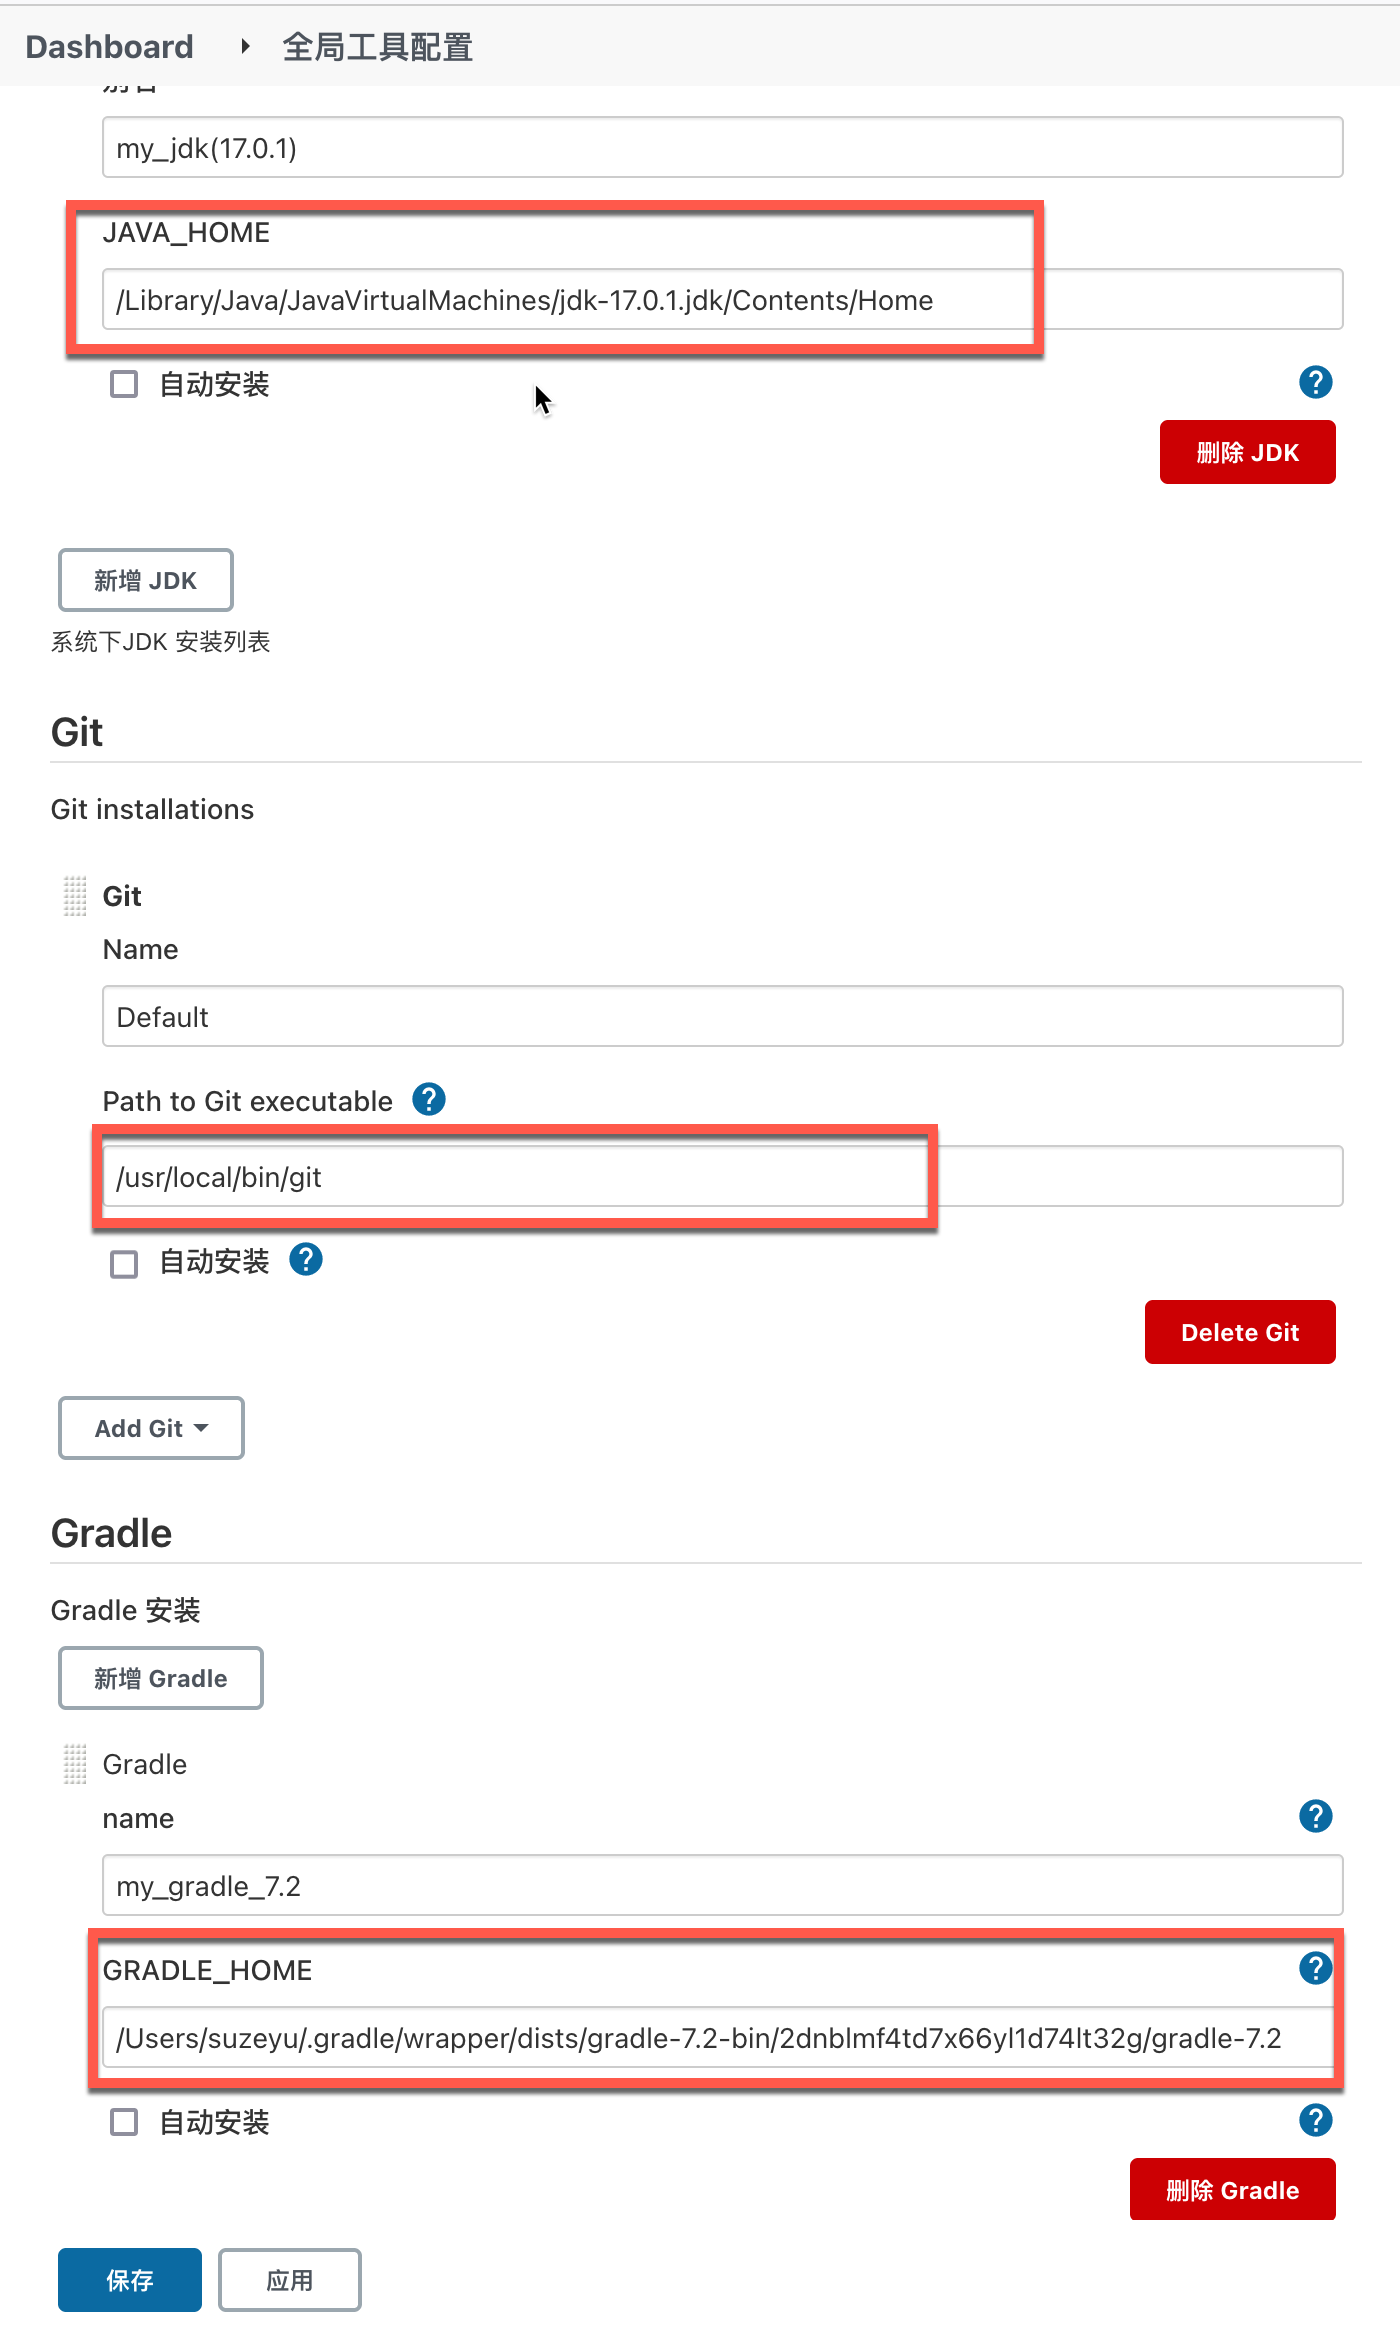 Dashboard
全局工具配置
my_jdk(17.0.1)
JAVA_HOME
/Library/Java/JavaVirtualMachines/jdk-17.0.1.jdk/Contents/Home
自动安装
删除 JDK
新增 JDK
系统下JDK 安装列表
Git
Git installations
Git
Name
Default
Path to Git executable
/usr/local/bin/git
自动安装
Delete Git
Add Git
Gradle
Gradle 安装
新增 Gradle
Gradle
name
my_gradle_7.2
GRADLE_HOME
/Users/suzeyu/.gradle/wrapper/dists/gradle-7.2-bin/2dnblmf4td7x66yl1d74lt32g/gradle-7.2
自动安装
删除 Gradle
保存 应用